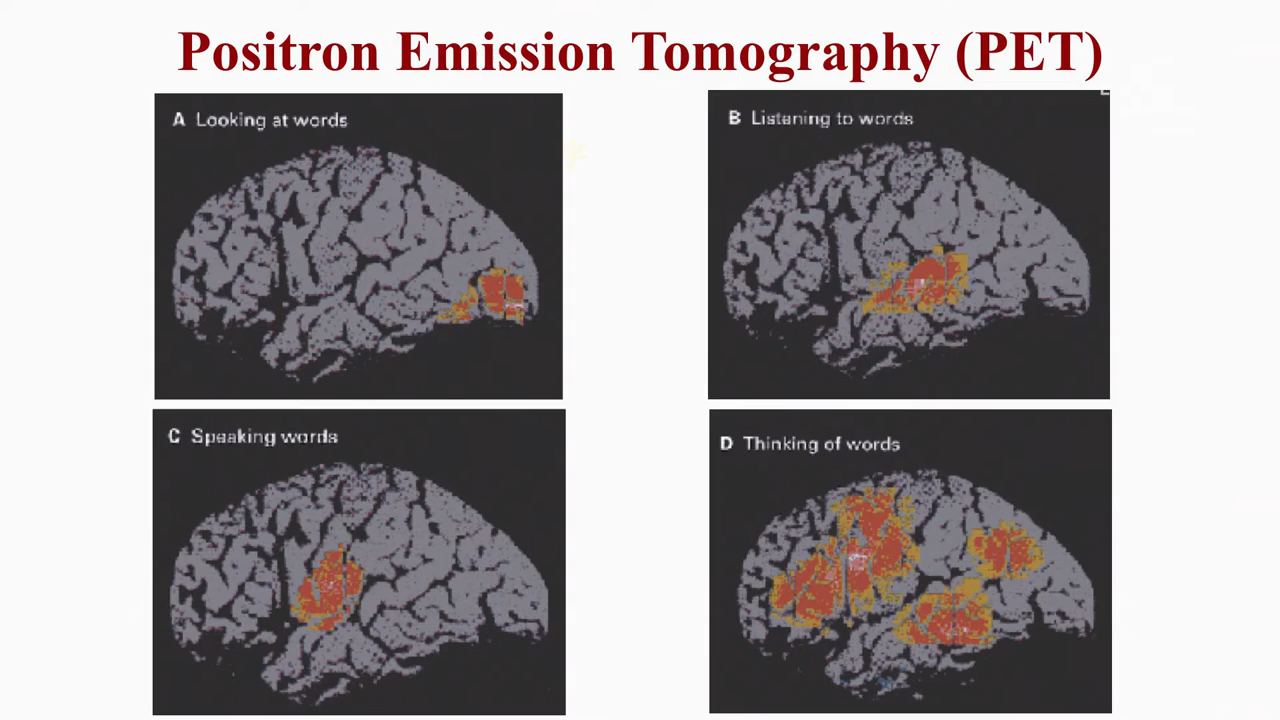 Positron Emission Tomography (PET)
A Looking at words
B Listening to words
C Speaking words
D Thinking of words